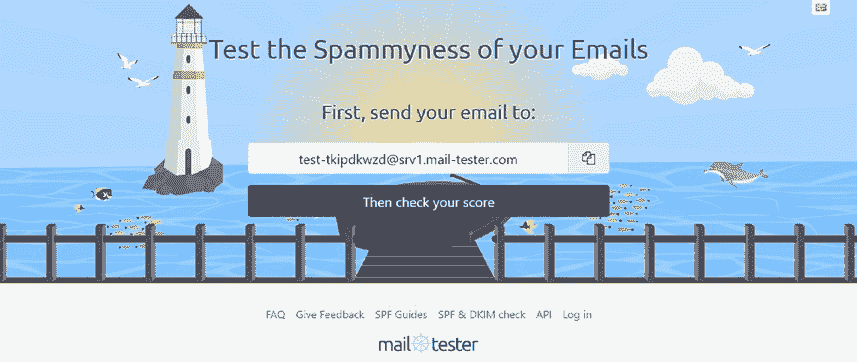 Test the Spammyness of your Emails
First, send your email to:
test-tkipdkwzd@srv1.mail-tester.com
Then check your score
FAQ Give Feedback SPF Guides SPF & DKIM check API Log in
mail tester